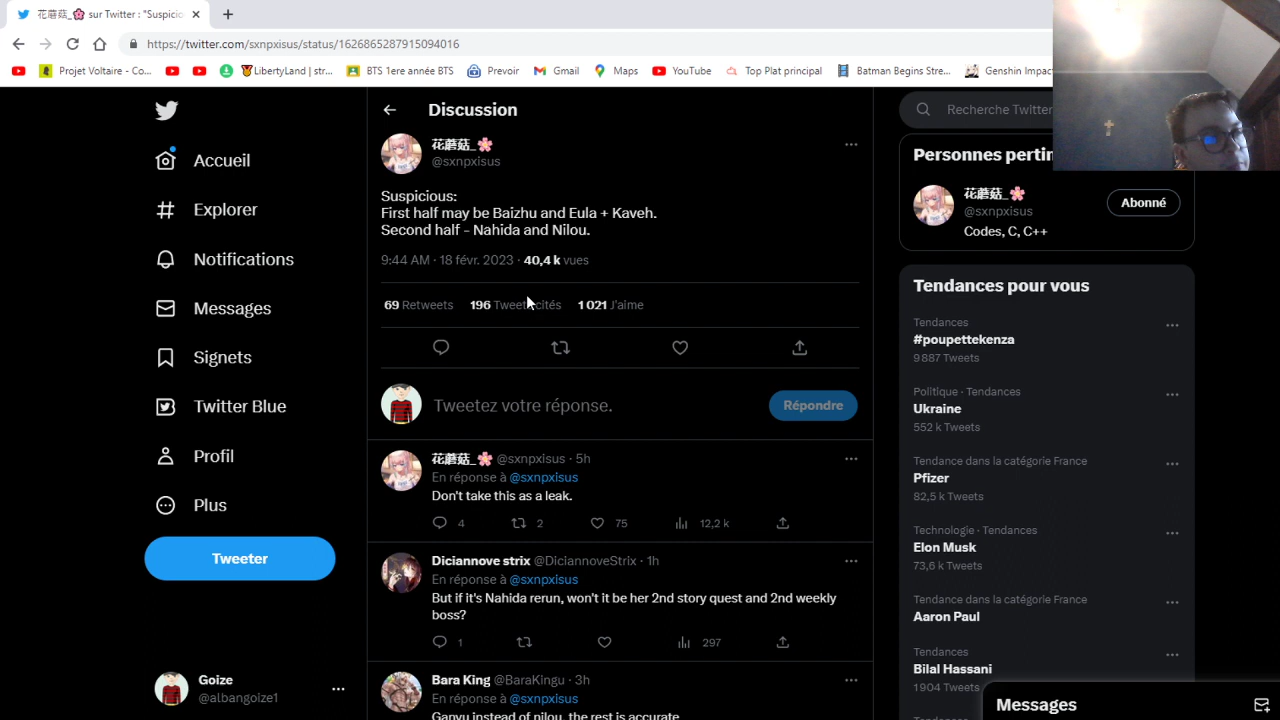 花蘑菇_🌸 sur Twitter : "Suspicio
https://twitter.com/sxnpxisus/status/1626865287915094016
Projet Voltaire - Co...
LibertyLand | str...
BTS 1ere année BTS
Prevoir
Gmail
Maps
YouTube
Top Plat principal
Batman Begins Stre...
Genshin Impac
Accueil
Explorer
Notifications
Messages
Signets
Twitter Blue
Profil
Plus
Tweeter
Goize
@albangoize1
Discussion
花蘑菇_🌸
@sxnpxisus
Suspicious:
First half may be Baizhu and Eula + Kaveh.
Second half - Nahida and Nilou.
9:44 AM · 18 févr. 2023 · 40,4 k vues
69 Retweets 196 Tweets cités 1 021 J'aime
Tweetez votre réponse.
Répondre
花蘑菇_🌸 @sxnpxisus · 5h
En réponse à @sxnpxisus
Don't take this as a leak.
4 2 75 12,2 k
Diciannove strix @DiciannoveStrix · 1h
En réponse à @sxnpxisus
But if it's Nahida rerun, won't it be her 2nd story quest and 2nd weekly
boss?
1 297
Bara King @BaraKingu · 3h
En réponse à @sxnpxisus
Ganyu instead of nilou, the rest is accurate
Recherche Twitter
Personnes pertin
花蘑菇_🌸
@sxnpxisus
Abonné
Codes, C, C++
Tendances pour vous
Tendances
#poupettekenza
9 887 Tweets
Politique · Tendances
Ukraine
552 k Tweets
Tendance dans la catégorie France
Pfizer
82,5 k Tweets
Technologie · Tendances
Elon Musk
73,6 k Tweets
Tendance dans la catégorie France
Aaron Paul
Tendances
Bilal Hassani
1 904 Tweets
Messages